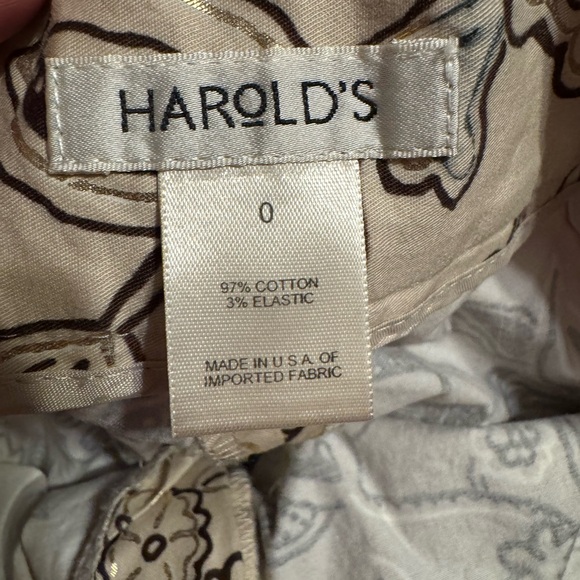 HAROLD'S
0
97% COTTON
3% ELASTIC
MADE IN U S A. OF
IMPORTED FABRIC